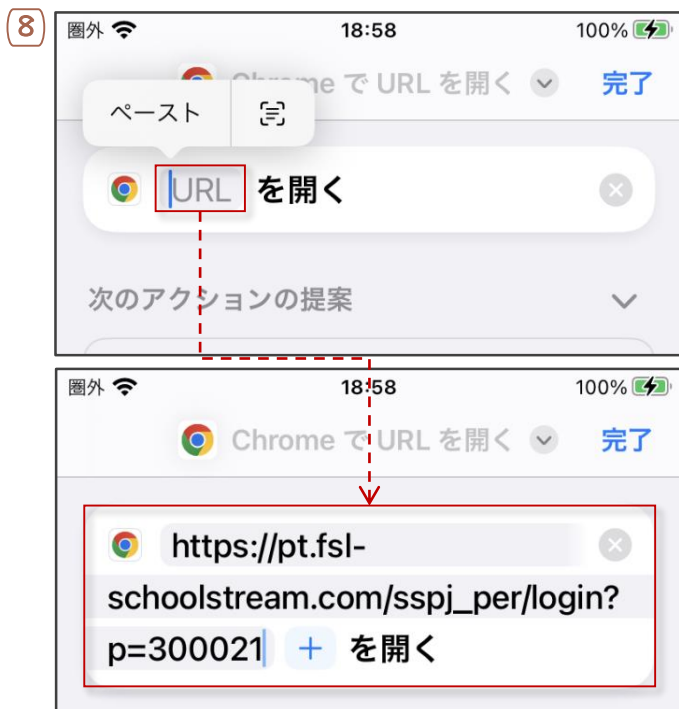 8
圏外 18:58 100%
Chrome で URL を開く 完了
ペースト
URL を開く
次のアクションの提案
圏外 18:58 100%
Chrome で URL を開く 完了
https://pt.fsl-
schoolstream.com/sspj_per/login?
p=300021 + を開く